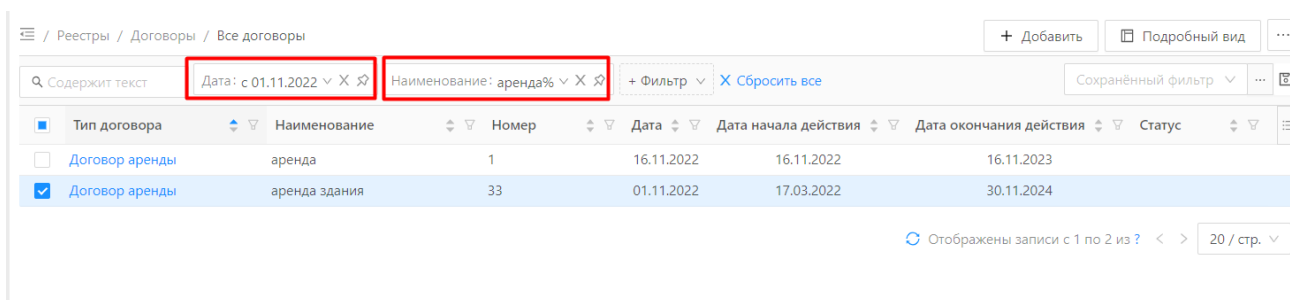 / Реестры / Договоры / Все договоры
+ Добавить
Подробный вид
...
Содержит текст
Дата: с 01.11.2022
Наименование: аренда%
+ Фильтр
X Сбросить все
Сохранённый фильтр
...
Тип договора Наименование Номер Дата Дата начала действия Дата окончания действия Статус
Договор аренды аренда 1 16.11.2022 16.11.2022 16.11.2023
Договор аренды аренда здания 33 01.11.2022 17.03.2022 30.11.2024
Отображены записи с 1 по 2 из ? < > 20 / стр.